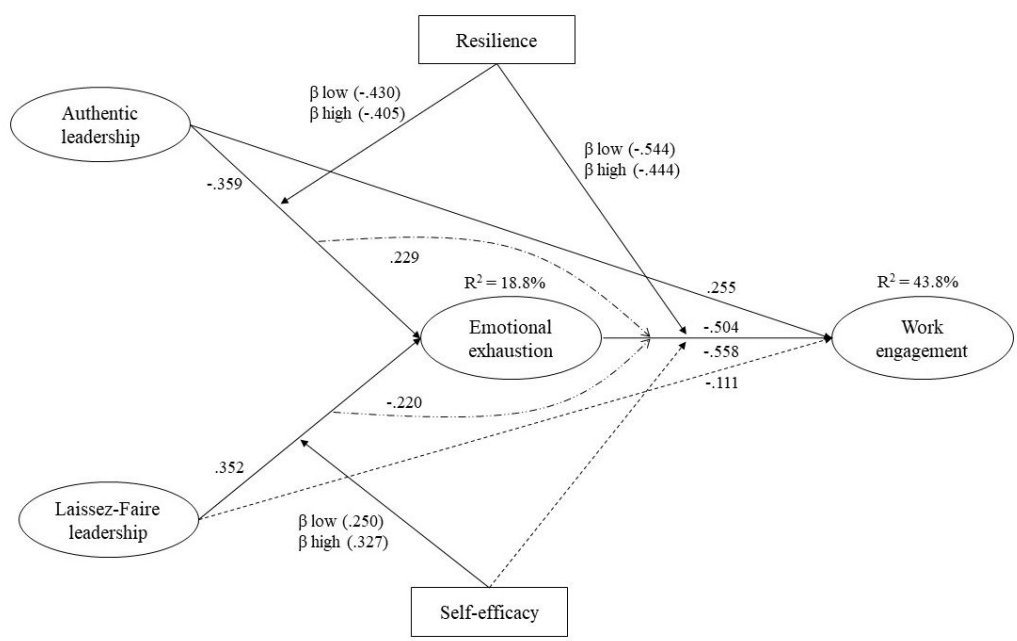 Resilience
β low (-.430)
β high (-.405)
Authentic
leadership
β low (-.544)
β high (-.444)
-.359
.229
R² = 18.8%
.255
R² = 43.8%
Emotional
exhaustion
-.504
Work
engagement
-.558
-.111
-.220
.352
Laissez-Faire
leadership
β low (.250)
β high (.327)
Self-efficacy